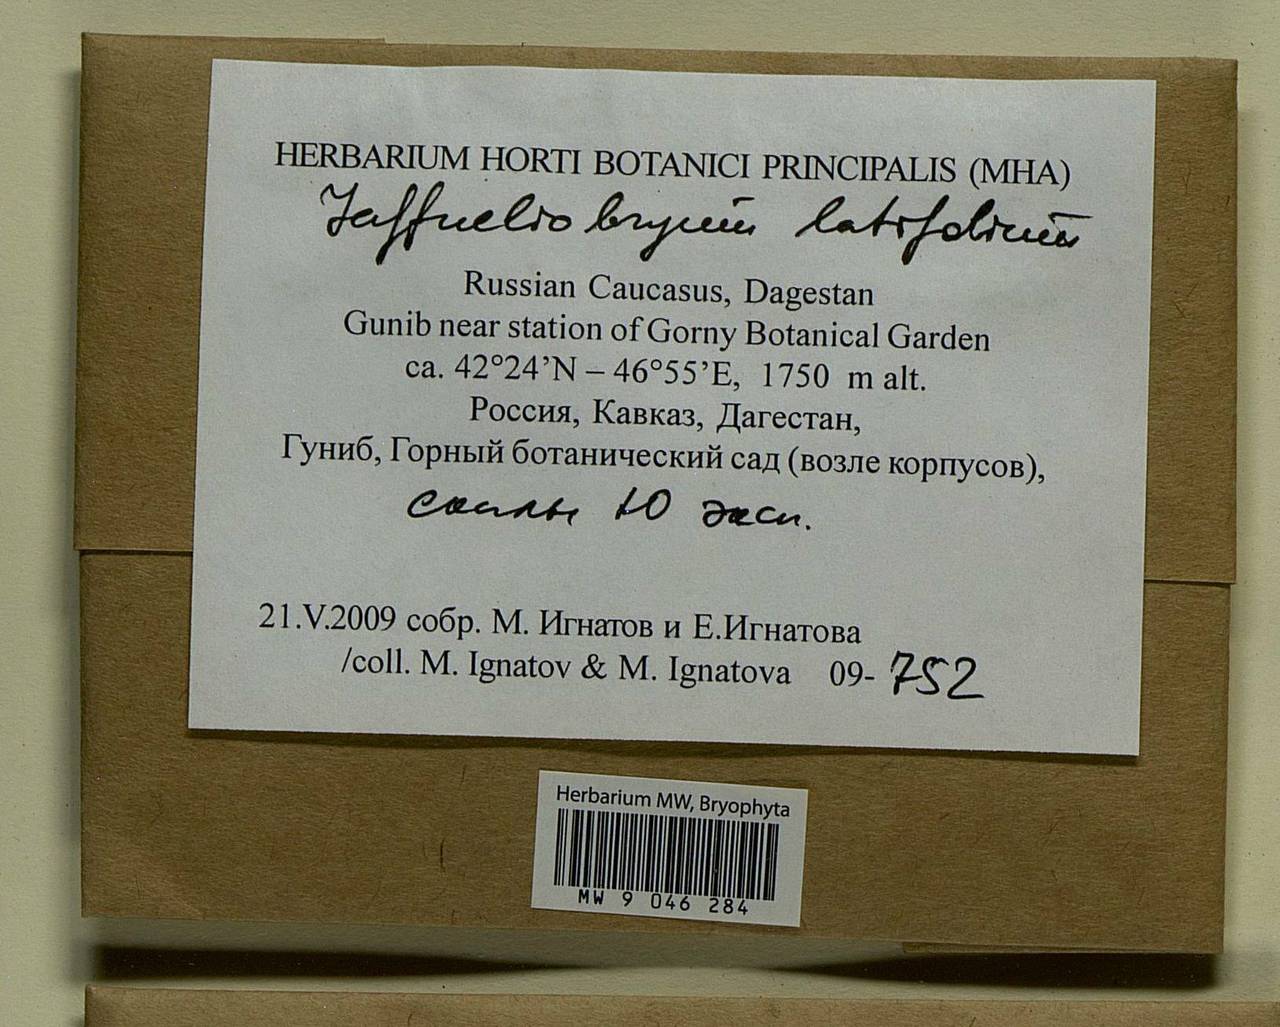 HERBARIUM HORTI BOTANICI PRINCIPALIS (MHA)
Jaffueliobryum latifolium
Russian Caucasus, Dagestan
Gunib near station of Gorny Botanical Garden
ca. 42°24’N – 46°55’E, 1750 m alt.
Россия, Кавказ, Дагестан,
Гуниб, Горный ботанический сад (возле корпусов),
скалы Ю эксп.
21.V.2009 собр. М. Игнатов и Е.Игнатова
/coll. M. Ignatov & M. Ignatova 09- 752
Herbarium MW, Bryophyta
MW 9 046 284